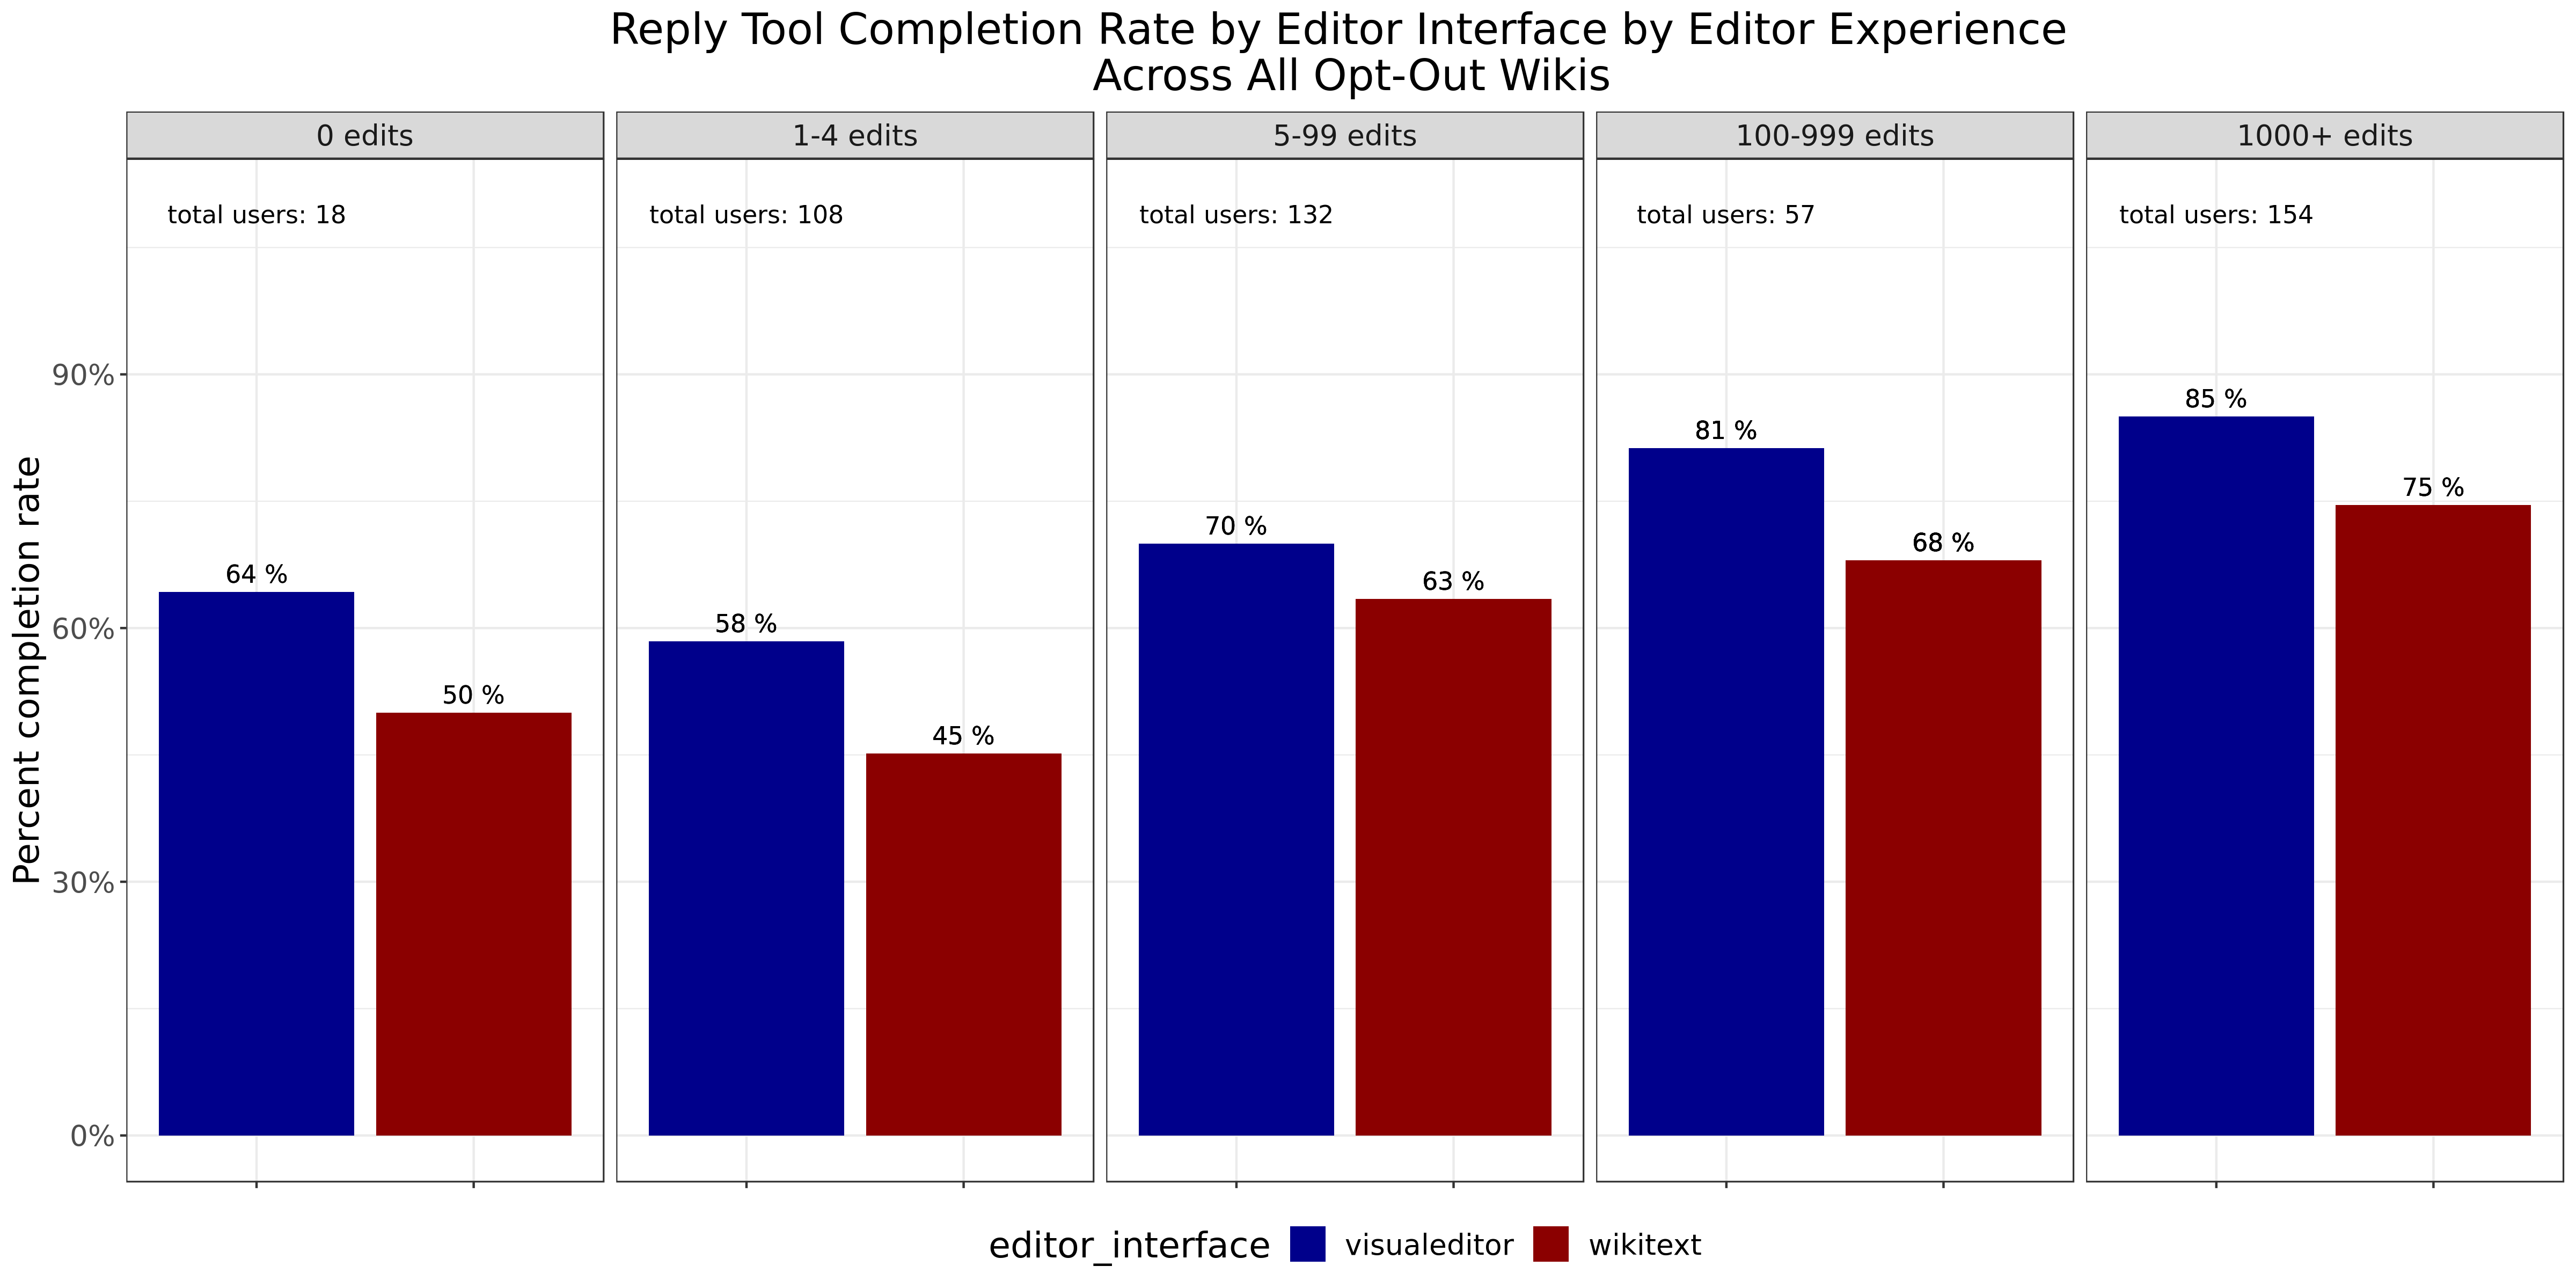 Reply Tool Completion Rate by Editor Interface by Editor Experience
Across All Opt-Out Wikis
0 edits
1-4 edits
5-99 edits
100-999 edits
1000+ edits
total users: 18
total users: 108
total users: 132
total users: 57
total users: 154
Percent completion rate
90%
60%
30%
0%
64 %
50 %
58 %
45 %
70 %
63 %
81 %
68 %
85 %
75 %
editor_interface
visualeditor
wikitext